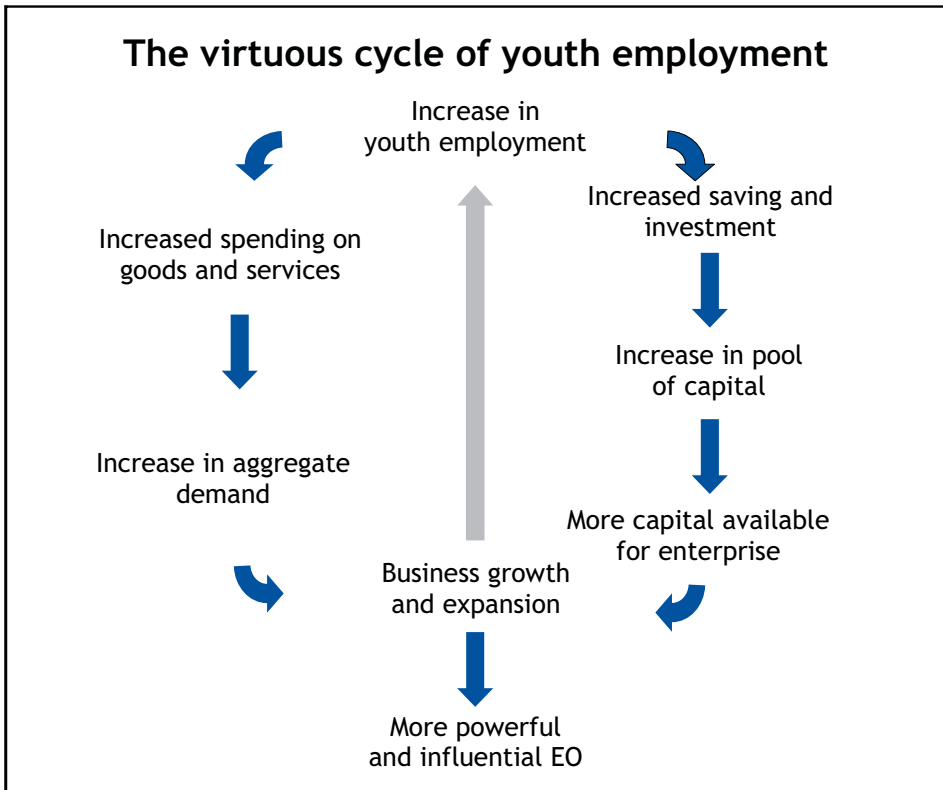 The virtuous cycle of youth employment
Increase in
youth employment
Increased spending on
goods and services
Increase in aggregate
demand
Increased saving and
investment
Increase in pool
of capital
More capital available
for enterprise
Business growth
and expansion
More powerful
and influential EO